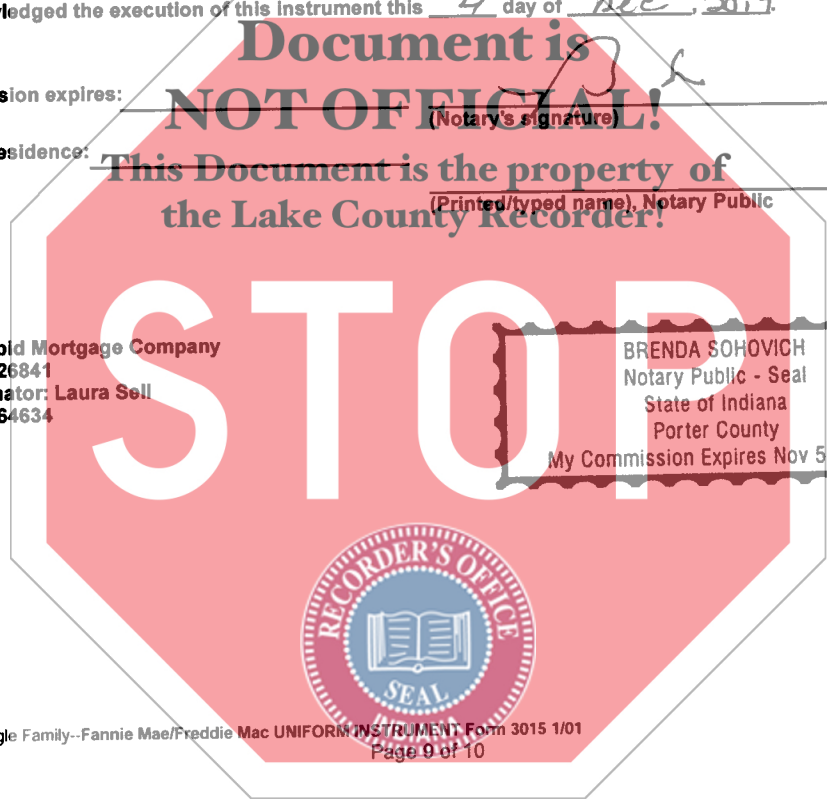 ledged the execution of this instrument this 4 day of Dec, 2017.
Document is
sion expires:
NOT OFFICIAL!
(Notary's signature)
esidence:
This Document is the property of
(Printed/typed name), Notary Public
the Lake County Recorder!
STOP
pid Mortgage Company
26841
nator: Laura Sell
64634
BRENDA SOHOVICH
Notary Public - Seal
State of Indiana
Porter County
My Commission Expires Nov 5
RECORDER'S OFFICE
SEAL
INDIANA
gle Family--Fannie Mae/Freddie Mac UNIFORM INSTRUMENT Form 3015 1/01
Page 9 of 10